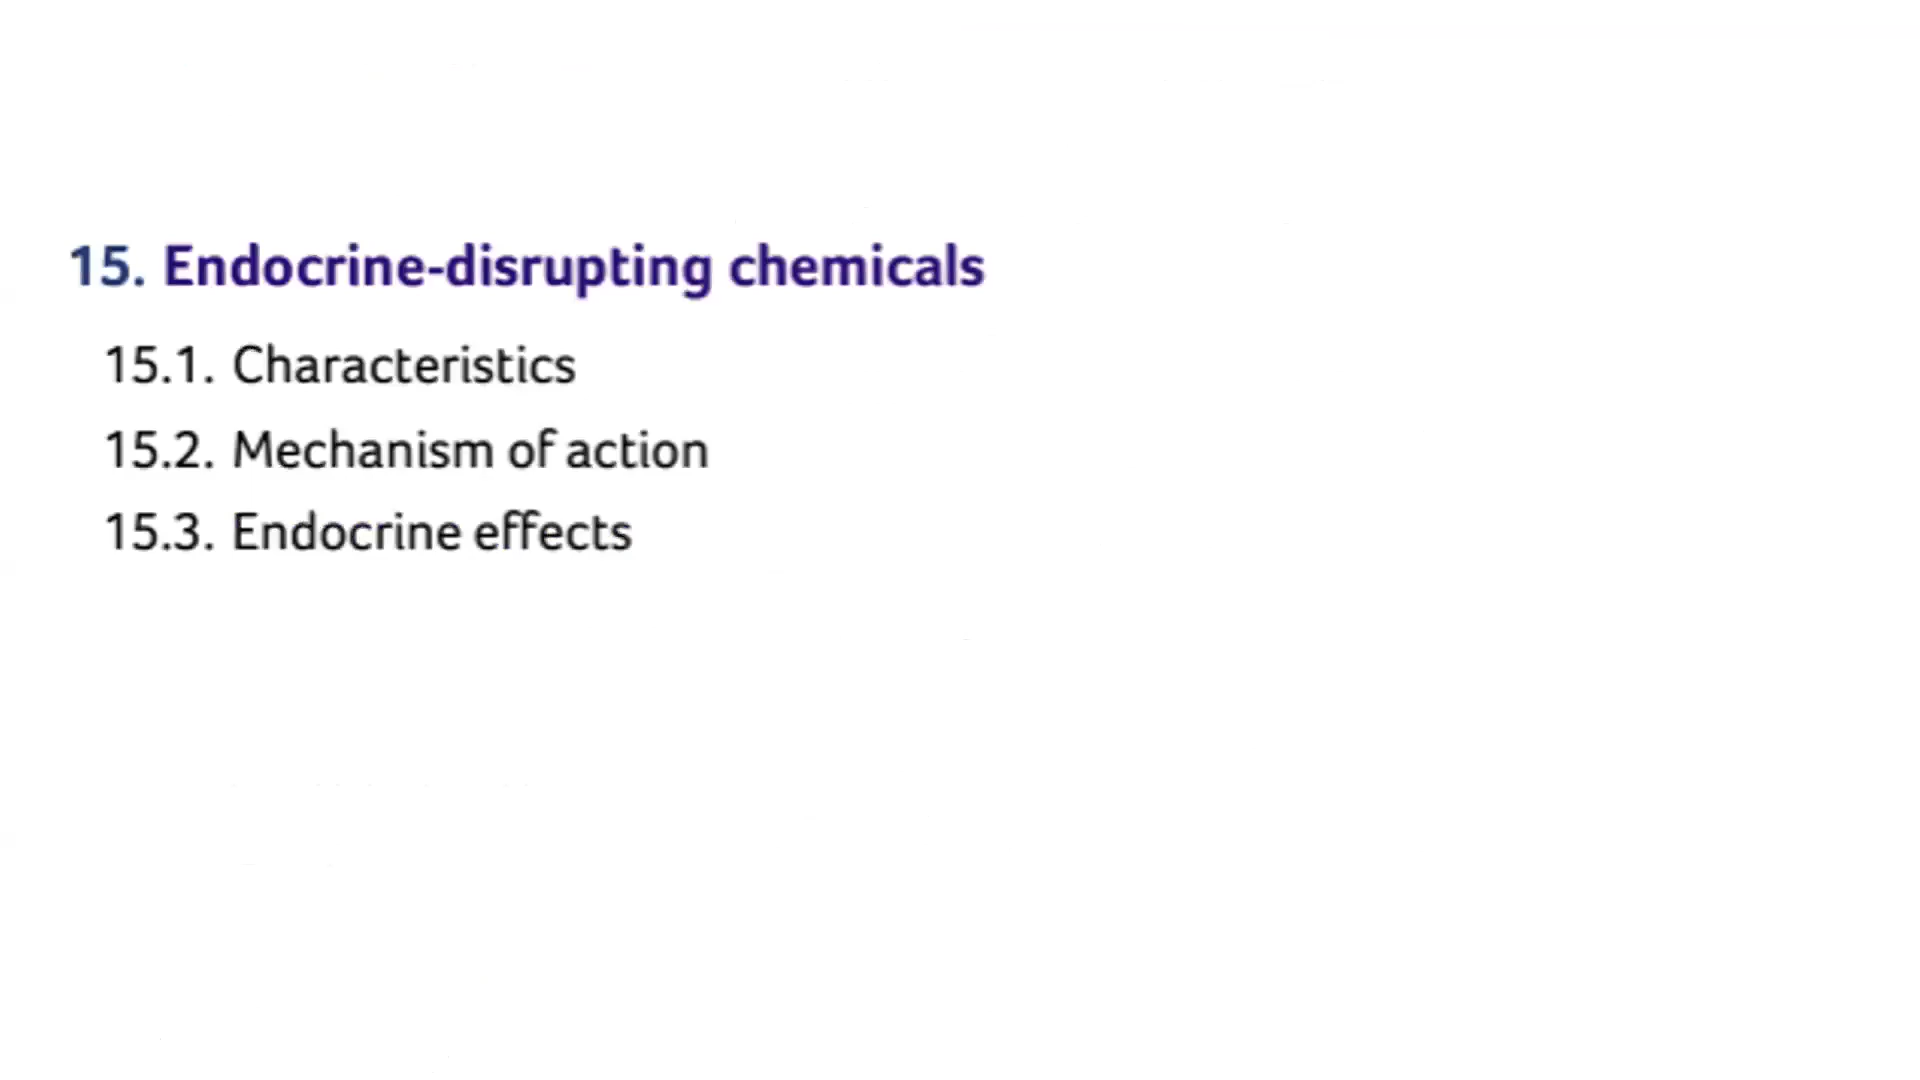 15. Endocrine-disrupting chemicals
15.1. Characteristics
15.2. Mechanism of action
15.3. Endocrine effects